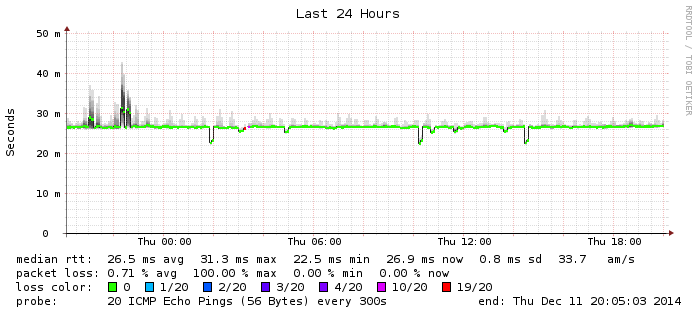 Last 24 Hours
RRDTOOL / TOBI OETIKER
Seconds
50 m
40 m
30 m
20 m
10 m
0
Thu 00:00 Thu 06:00 Thu 12:00 Thu 18:00
median rtt: 26.5 ms avg 31.3 ms max 22.5 ms min 26.9 ms now 0.8 ms sd 33.7 am/s
packet loss: 0.71 % avg 100.00 % max 0.00 % min 0.00 % now
loss color: 0 1/20 2/20 3/20 4/20 10/20 19/20
probe: 20 ICMP Echo Pings (56 Bytes) every 300s end: Thu Dec 11 20:05:03 2014